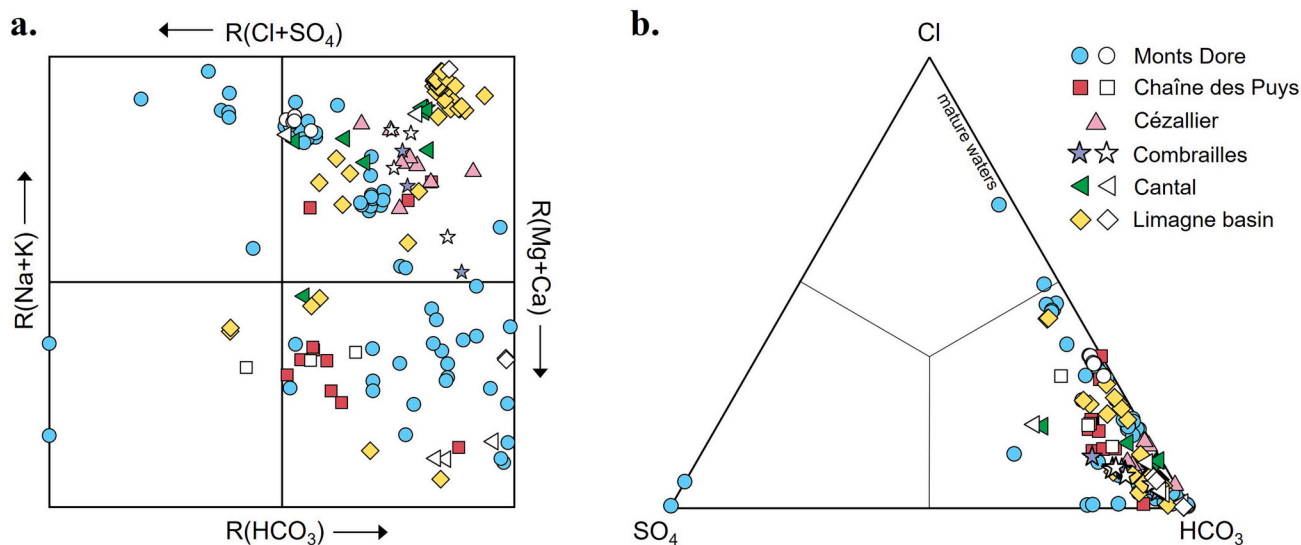 a.
R(Cl+SO₄)
R(Na+K)
R(Mg+Ca)
R(HCO₃)
b.
Cl
mature waters
SO₄
HCO₃
Monts Dore
Chaîne des Puys
Cézallier
Combrailles
Cantal
Limagne basin